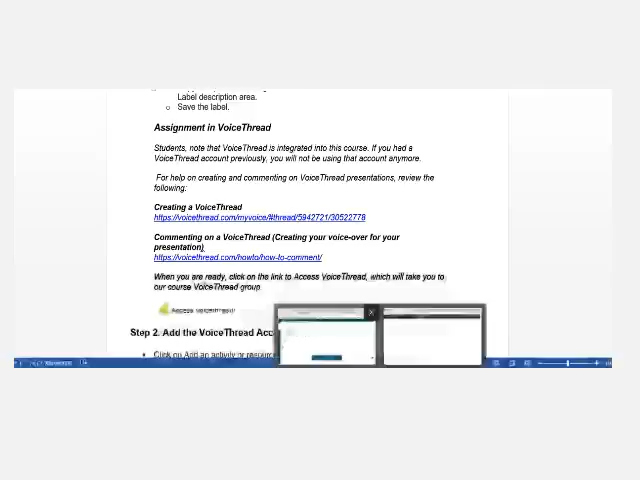 Label description area.
o Save the label.
Assignment in VoiceThread
Students, note that VoiceThread is integrated into this course. If you had a
VoiceThread account previously, you will not be using that account anymore.
For help on creating and commenting on VoiceThread presentations, review the
following:
Creating a VoiceThread
https://voicethread.com/myvoice/#thread/5942721/30522778
Commenting on a VoiceThread (Creating your voice-over for your
presentation)
https://voicethread.com/howto/how-to-comment/
When you are ready, click on the link to Access VoiceThread, which will take you to
our course VoiceThread group
Access VoiceThread
Step 2. Add the VoiceThread Acc
• Click on Add an activity or resourc